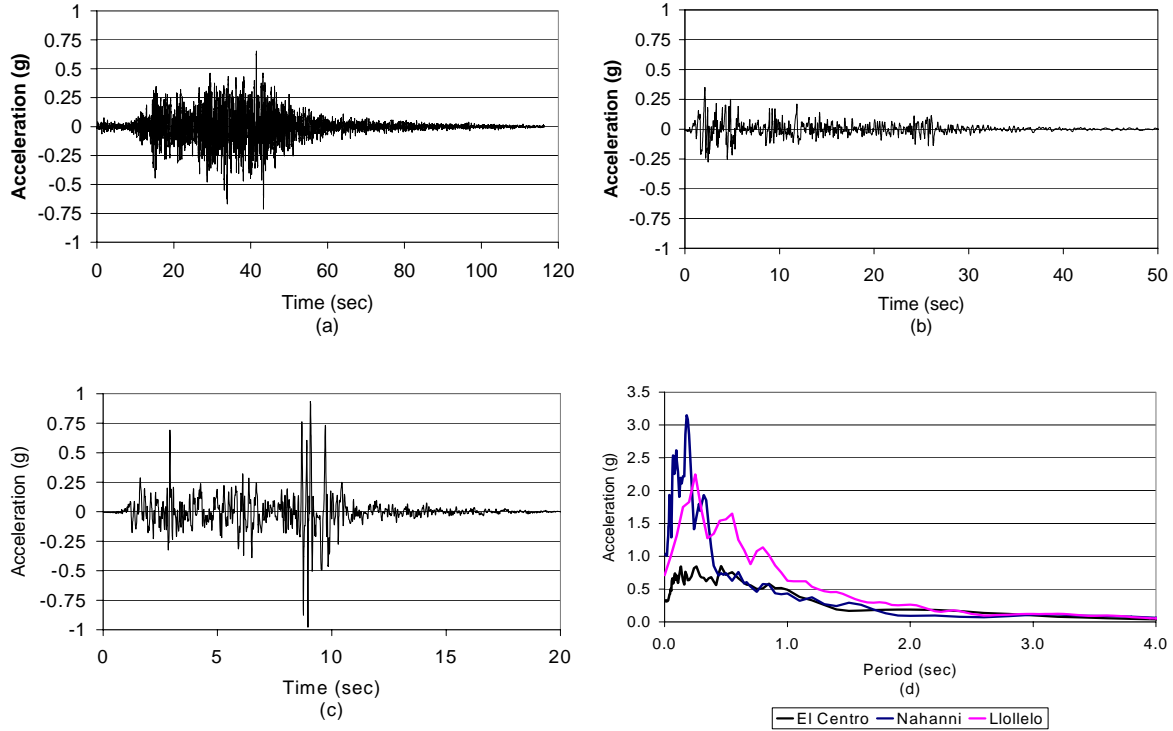 1
0.75
0.5
0.25
0
-0.25
-0.5
-0.75
-1
Acceleration (g)
0 20 40 60 80 100 120
Time (sec)
(a)
1
0.75
0.5
0.25
0
-0.25
-0.5
-0.75
-1
Acceleration (g)
0 10 20 30 40 50
Time (sec)
(b)
1
0.75
0.5
0.25
0
-0.25
-0.5
-0.75
-1
Acceleration (g)
0 5 10 15 20
Time (sec)
(c)
3.5
3.0
2.5
2.0
1.5
1.0
0.5
0.0
Acceleration (g)
0.0 1.0 2.0 3.0 4.0
Period (sec)
(d)
El Centro Nahanni Llollelo